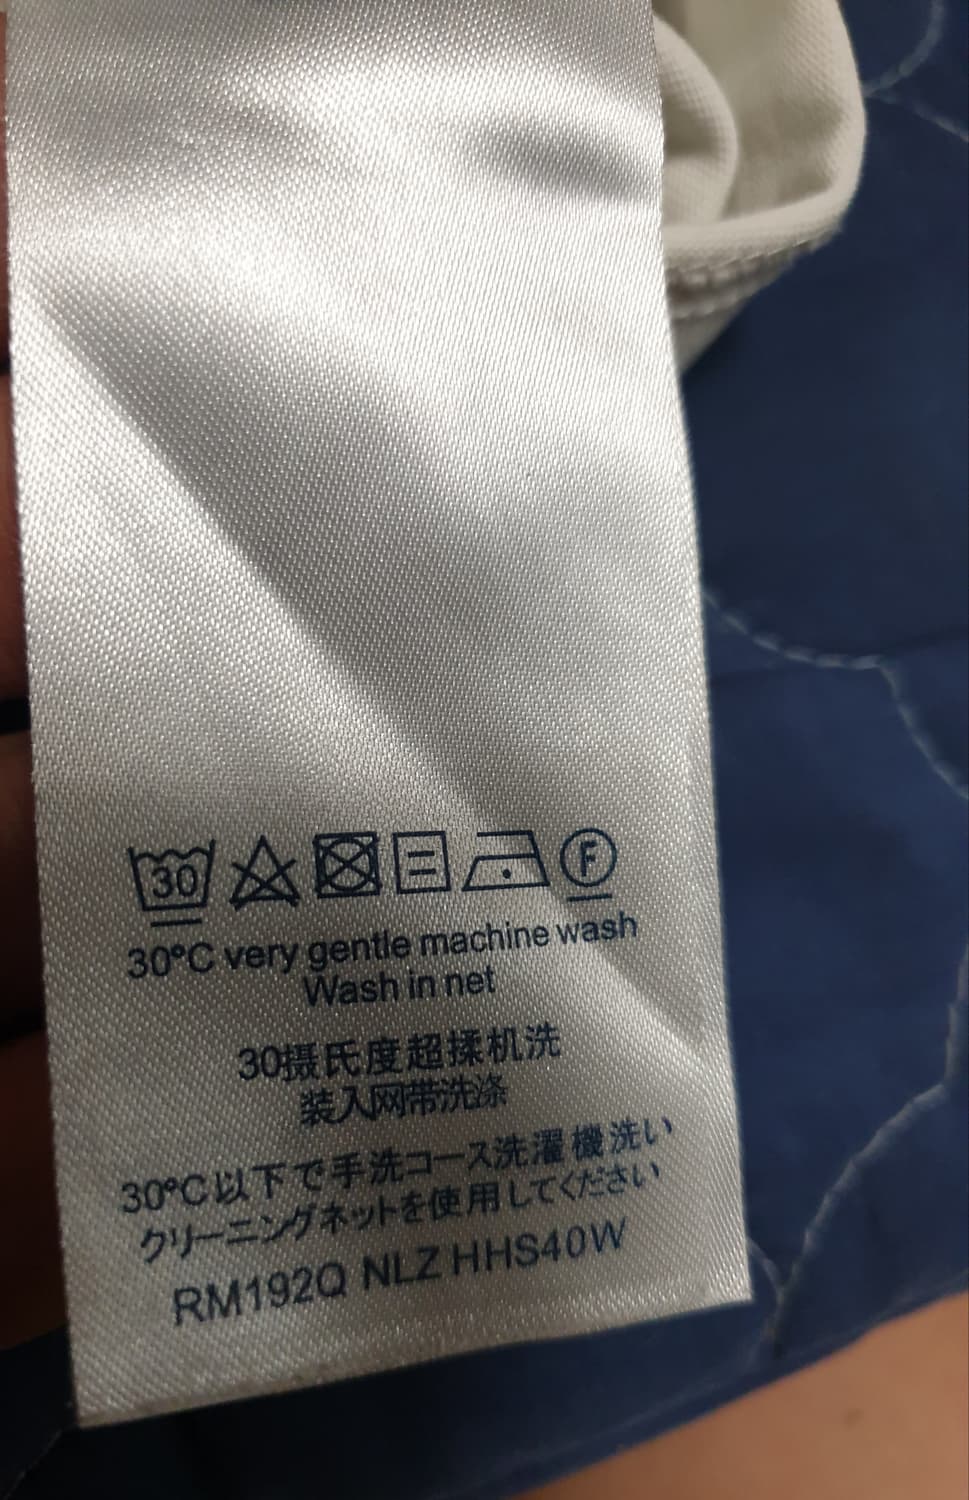 30 F
30°C very gentle machine wash
Wash in net
30摄氏度超揉机洗
装入网带洗涤
30°C以下で手洗コース洗濯機洗い
クリーニングネットを使用してください
RM192Q NLZ HHS40W